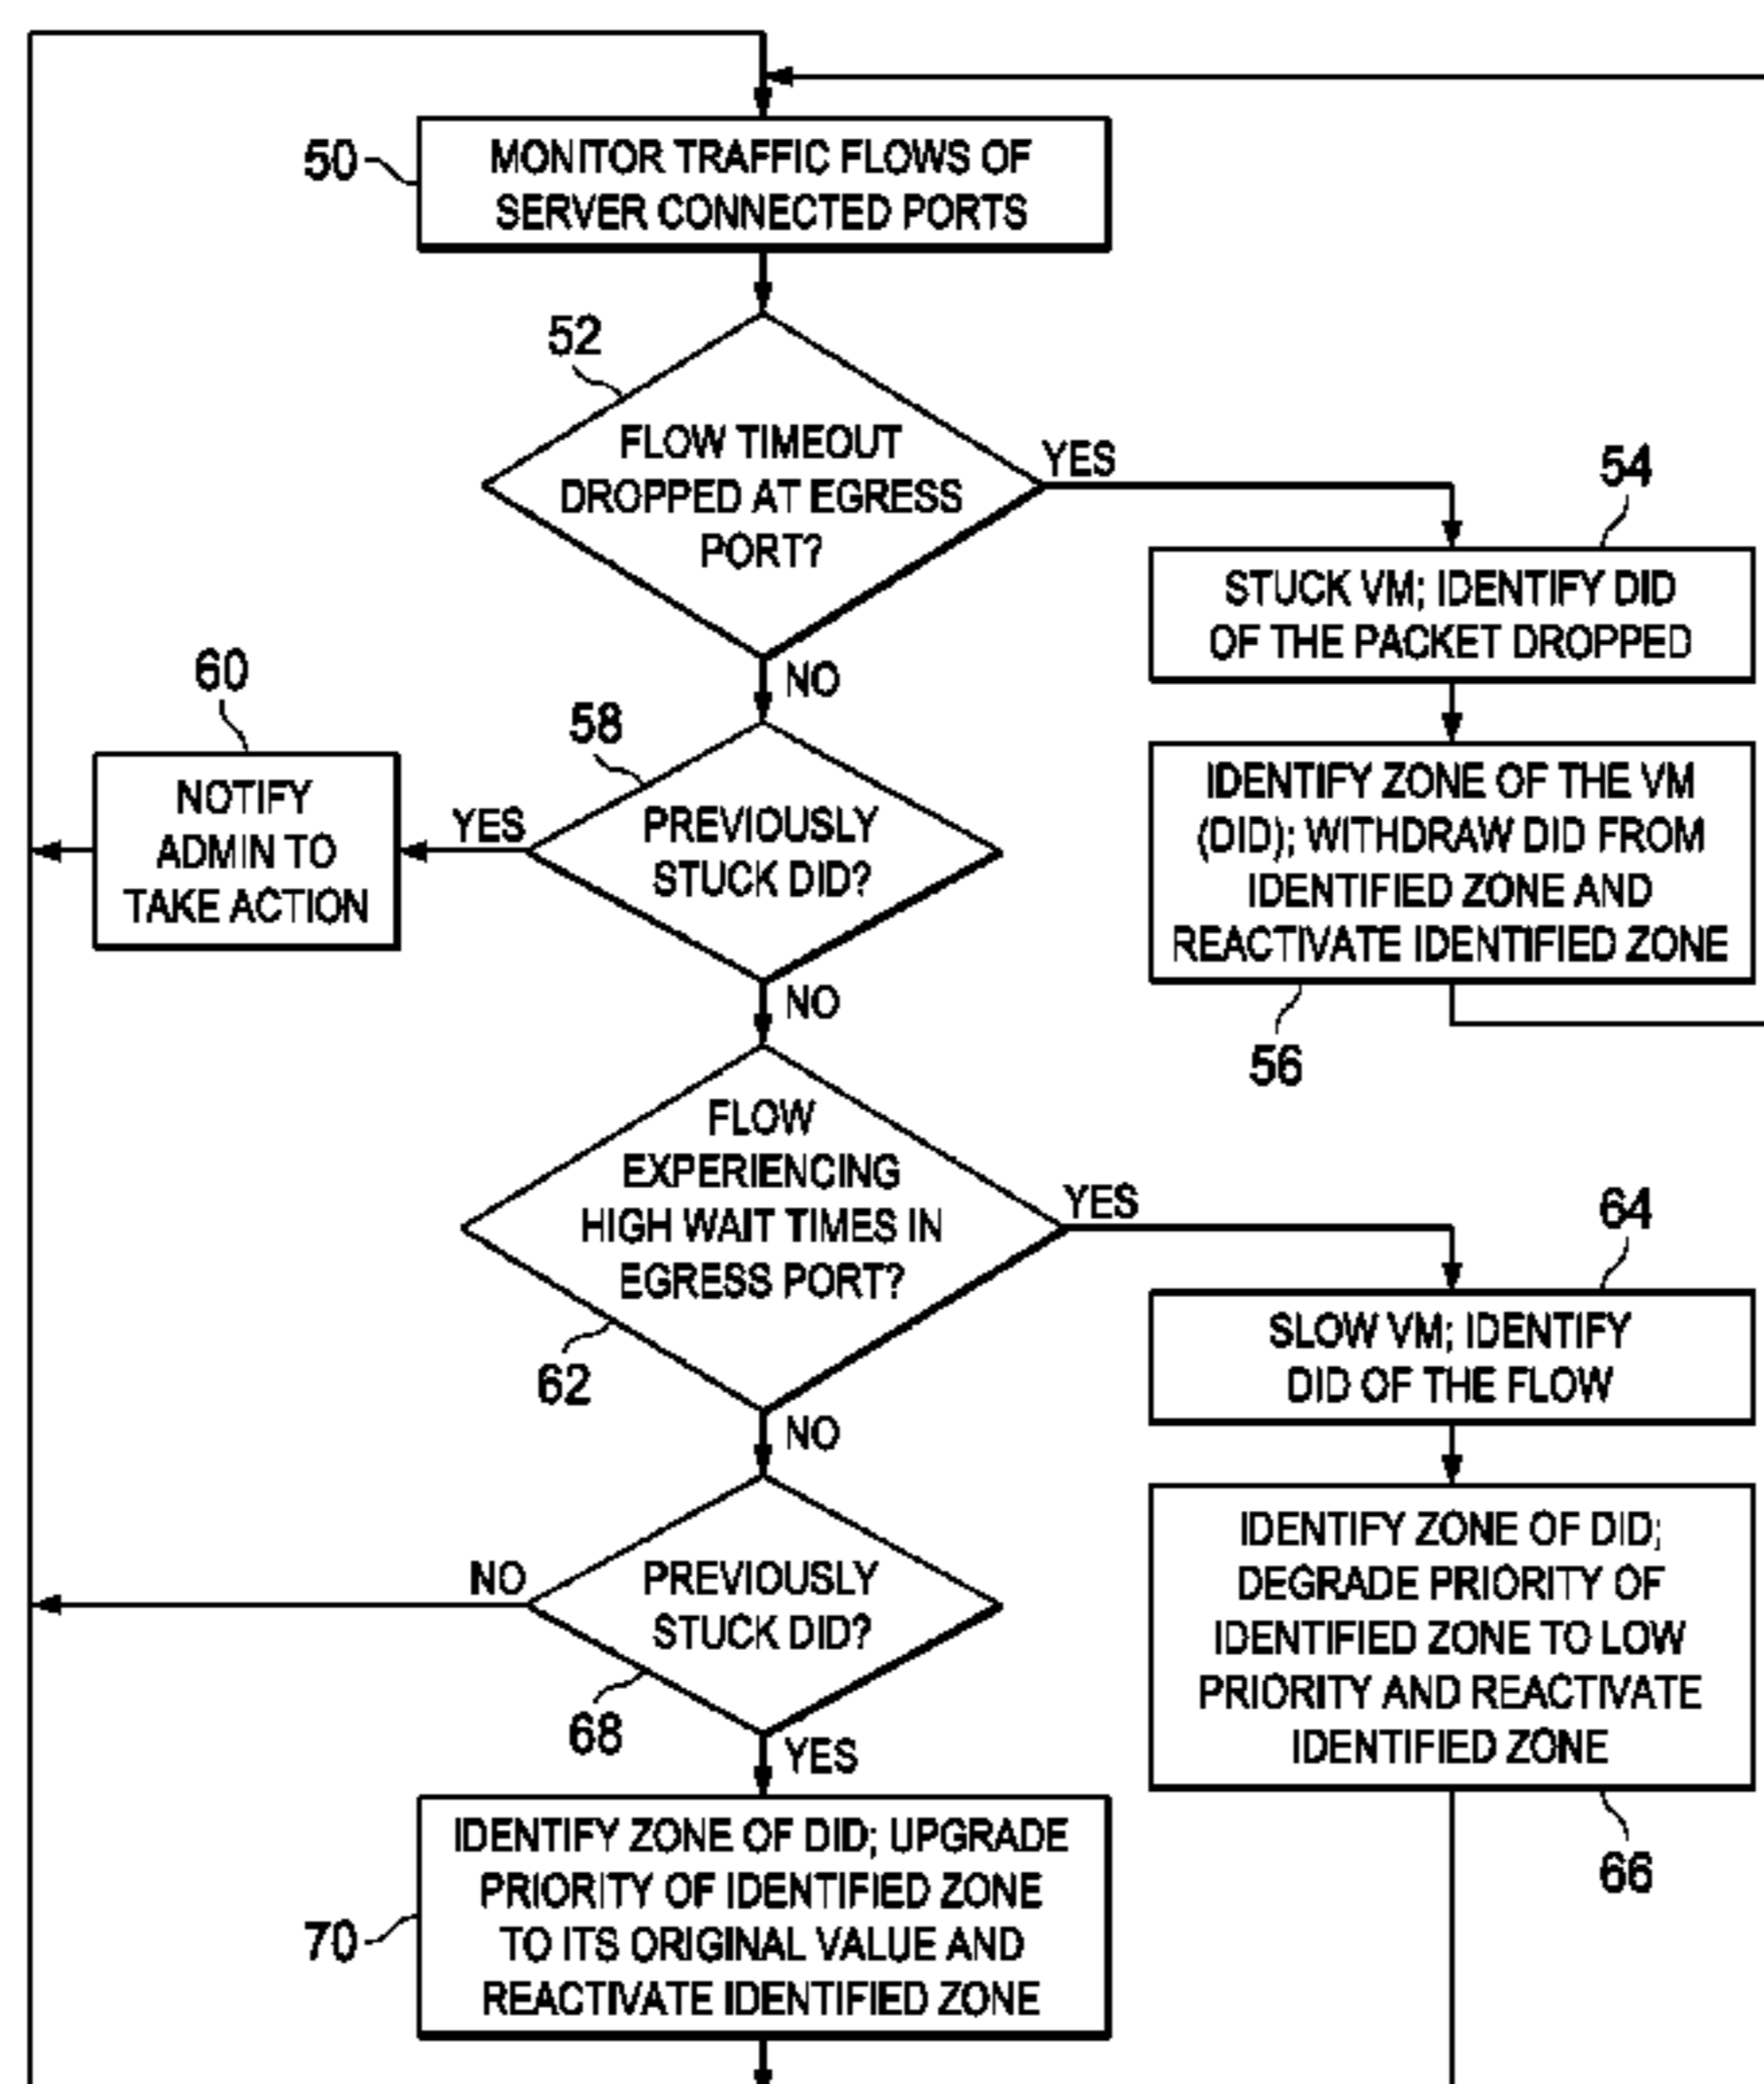 50
MONITOR TRAFFIC FLOWS OF
SERVER CONNECTED PORTS
52
FLOW TIMEOUT
DROPPED AT EGRESS
PORT?
YES
NO
54
STUCK VM; IDENTIFY DID
OF THE PACKET DROPPED
IDENTIFY ZONE OF THE VM
(DID); WITHDRAW DID FROM
IDENTIFIED ZONE AND
REACTIVATE IDENTIFIED ZONE
56
58
PREVIOUSLY
STUCK DID?
YES
NO
60
NOTIFY
ADMIN TO
TAKE ACTION
FLOW
EXPERIENCING
HIGH WAIT TIMES IN
EGRESS PORT?
62
YES
NO
64
SLOW VM; IDENTIFY
DID OF THE FLOW
IDENTIFY ZONE OF DID;
DEGRADE PRIORITY OF
IDENTIFIED ZONE TO LOW
PRIORITY AND REACTIVATE
IDENTIFIED ZONE
66
PREVIOUSLY
STUCK DID?
68
NO
YES
70
IDENTIFY ZONE OF DID; UPGRADE
PRIORITY OF IDENTIFIED ZONE
TO ITS ORIGINAL VALUE AND
REACTIVATE IDENTIFIED ZONE